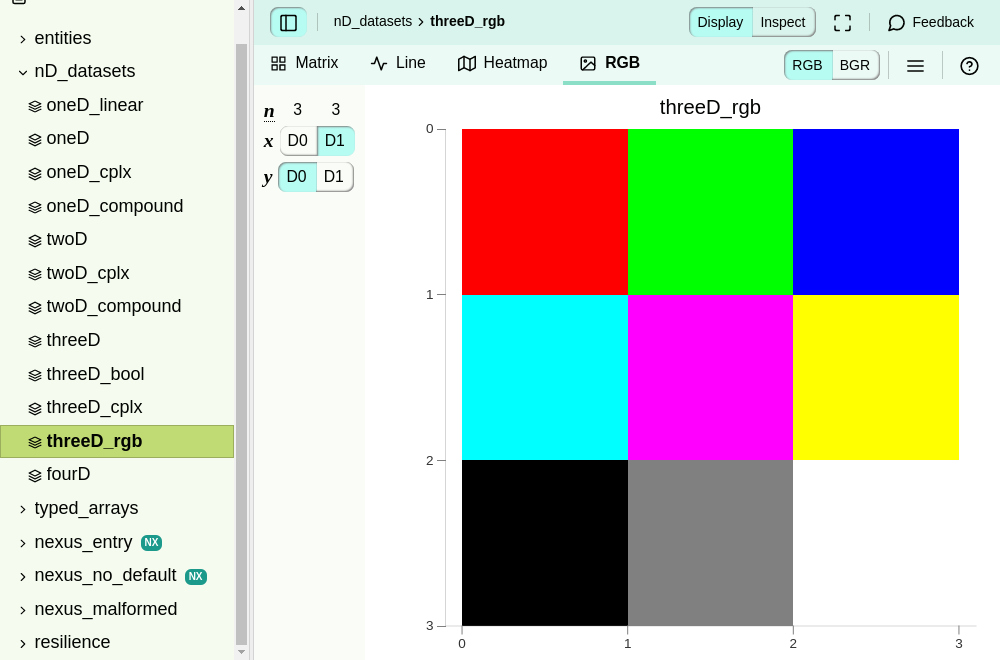 entities
nD_datasets
oneD_linear
oneD
oneD_cplx
oneD_compound
twoD
twoD_cplx
twoD_compound
threeD
threeD_bool
threeD_cplx
threeD_rgb
fourD
typed_arrays
nexus_entry NX
nexus_no_default NX
nexus_malformed
resilience
nD_datasets › threeD_rgb
Display Inspect Feedback
Matrix Line Heatmap RGB RGB BGR
n 3 3
x D0 D1
y D0 D1
threeD_rgb
0
1
2
3
0 1 2 3